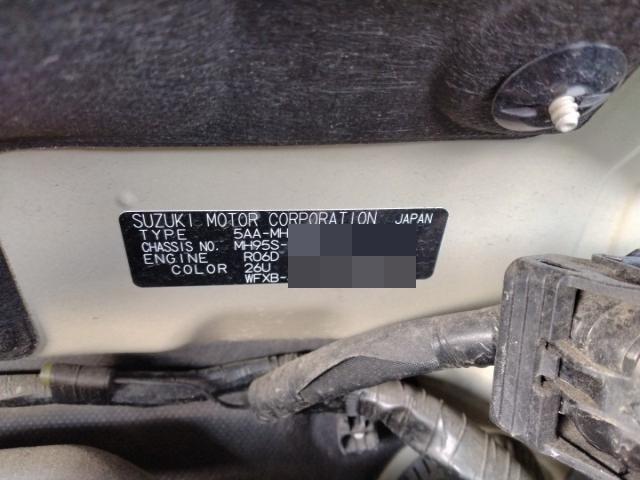 SUZUKI MOTOR CORPORATION JAPAN
TYPE 5AA-MH
CHASSIS NO. MH95S-
ENGINE R06D
COLOR 26U
WFXB-